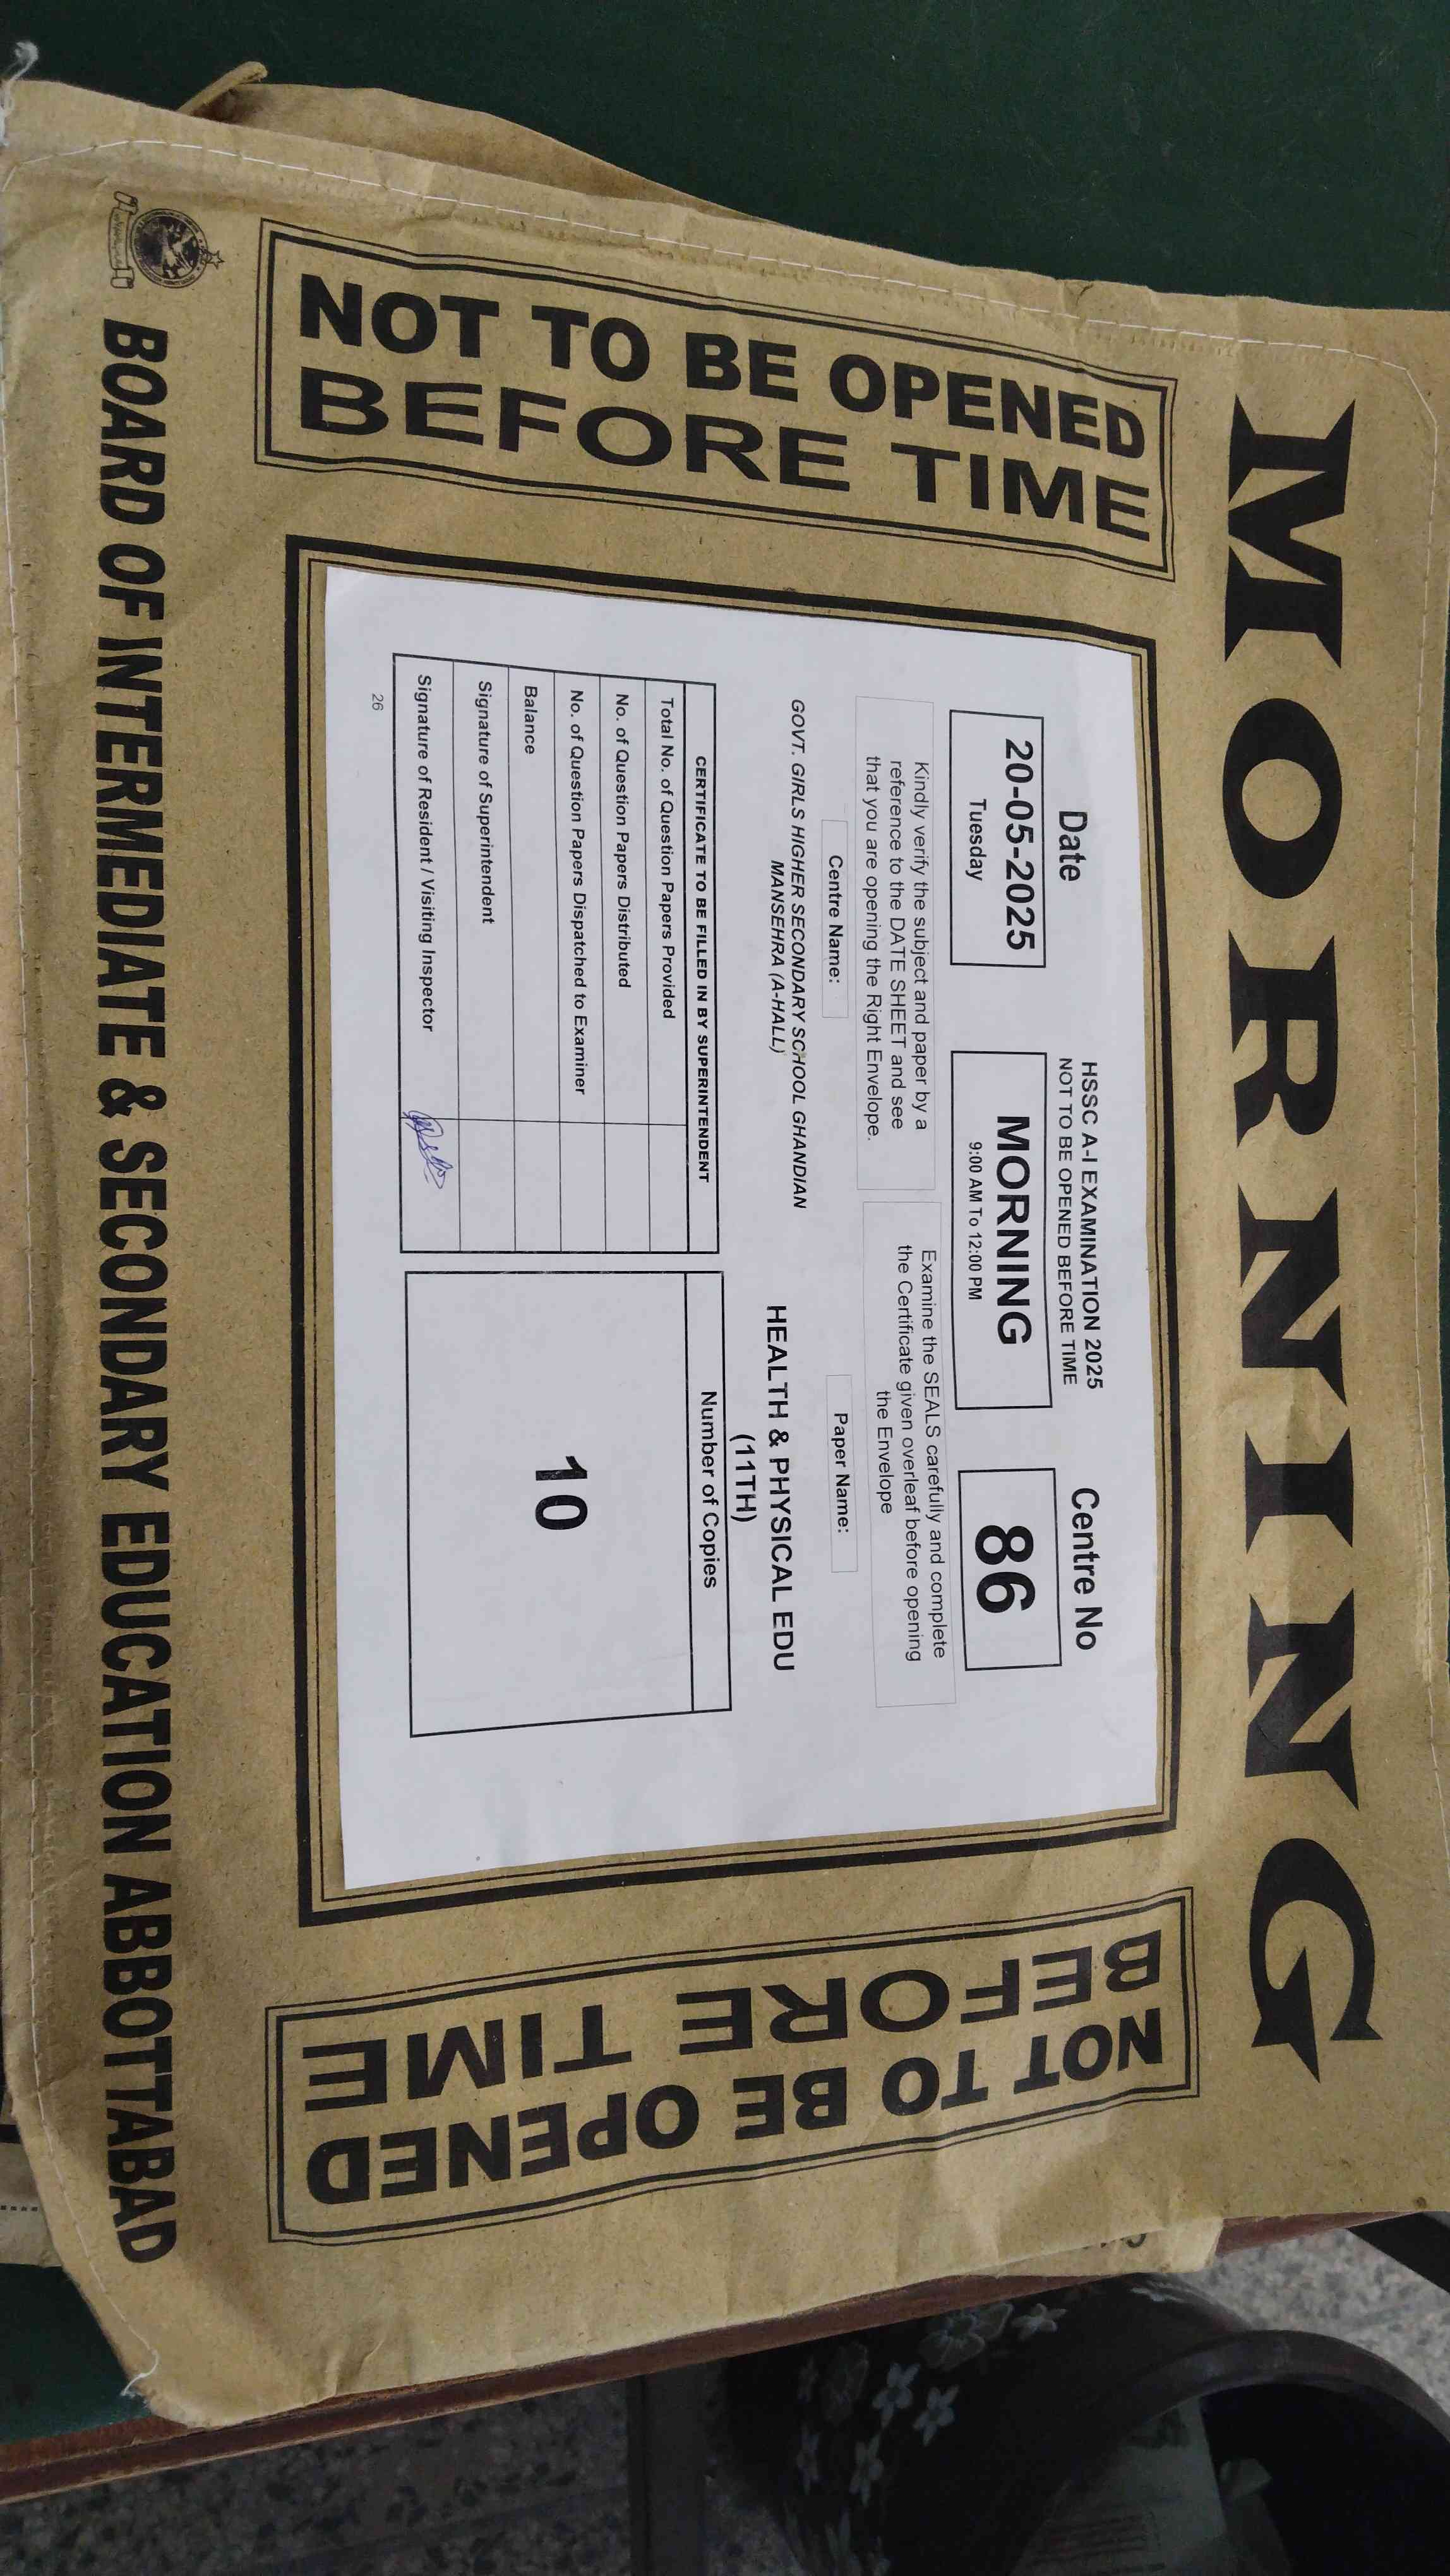 MORNING
NOT TO BE OPENED
BEFORE TIME
HSSC A-I EXAMINATION 2025
NOT TO BE OPENED BEFORE TIME
Date
20-05-2025
Tuesday
MORNING
9:00 AM To 12:00 PM
Centre No
86
Kindly verify the subject and paper by a
reference to the DATE SHEET and see
that you are opening the Right Envelope.
Examine the SEALS carefully and complete
the Certificate given overleaf before opening
the Envelope
Centre Name:
GOVT. GIRLS HIGHER SECONDARY SCHOOL GHANDIAN
MANSEHRA (A-HALL)
Paper Name:
HEALTH & PHYSICAL EDU
(11TH)
CERTIFICATE TO BE FILLED IN BY SUPERINTENDENT
Total No. of Question Papers Provided
No. of Question Papers Distributed
No. of Question Papers Dispatched to Examiner
Balance
Signature of Superintendent
Signature of Resident / Visiting Inspector
Number of Copies
10
26
NOT TO BE OPENED
BEFORE TIME
BOARD OF INTERMEDIATE & SECONDARY EDUCATION ABBOTTABAD